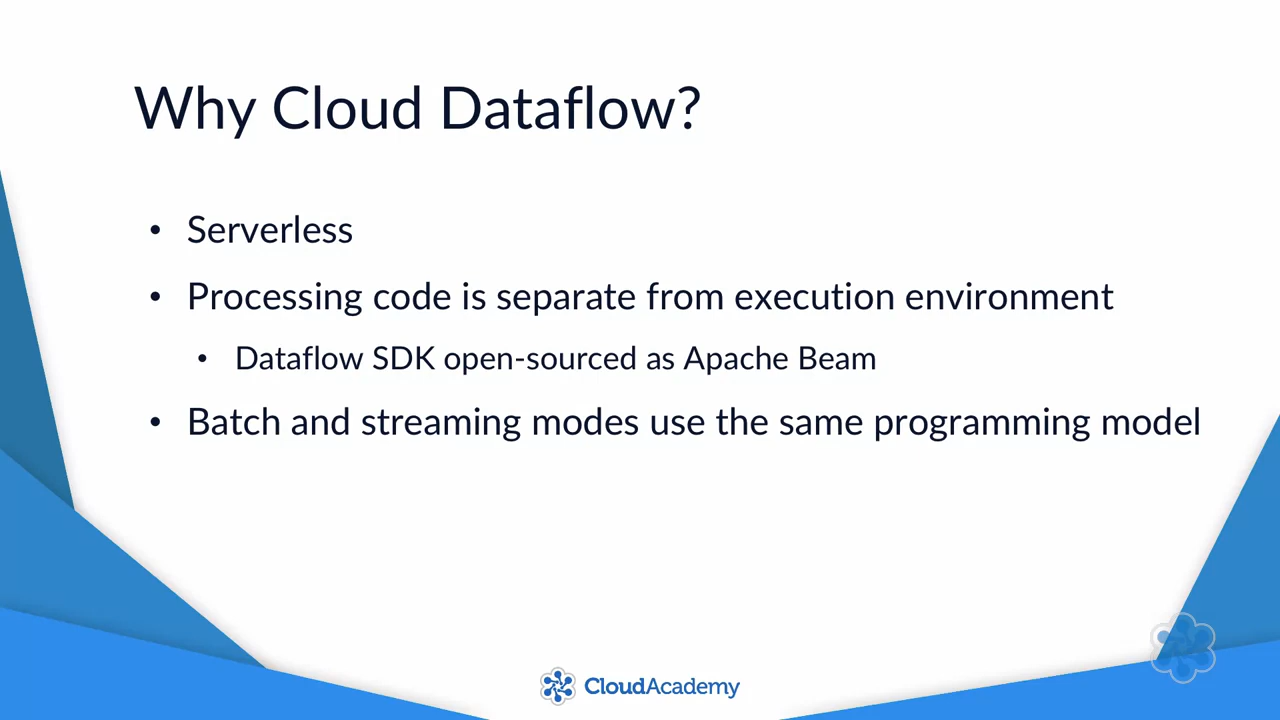 Why Cloud Dataflow?
• Serverless
• Processing code is separate from execution environment
• Dataflow SDK open-sourced as Apache Beam
• Batch and streaming modes use the same programming model
CloudAcademy